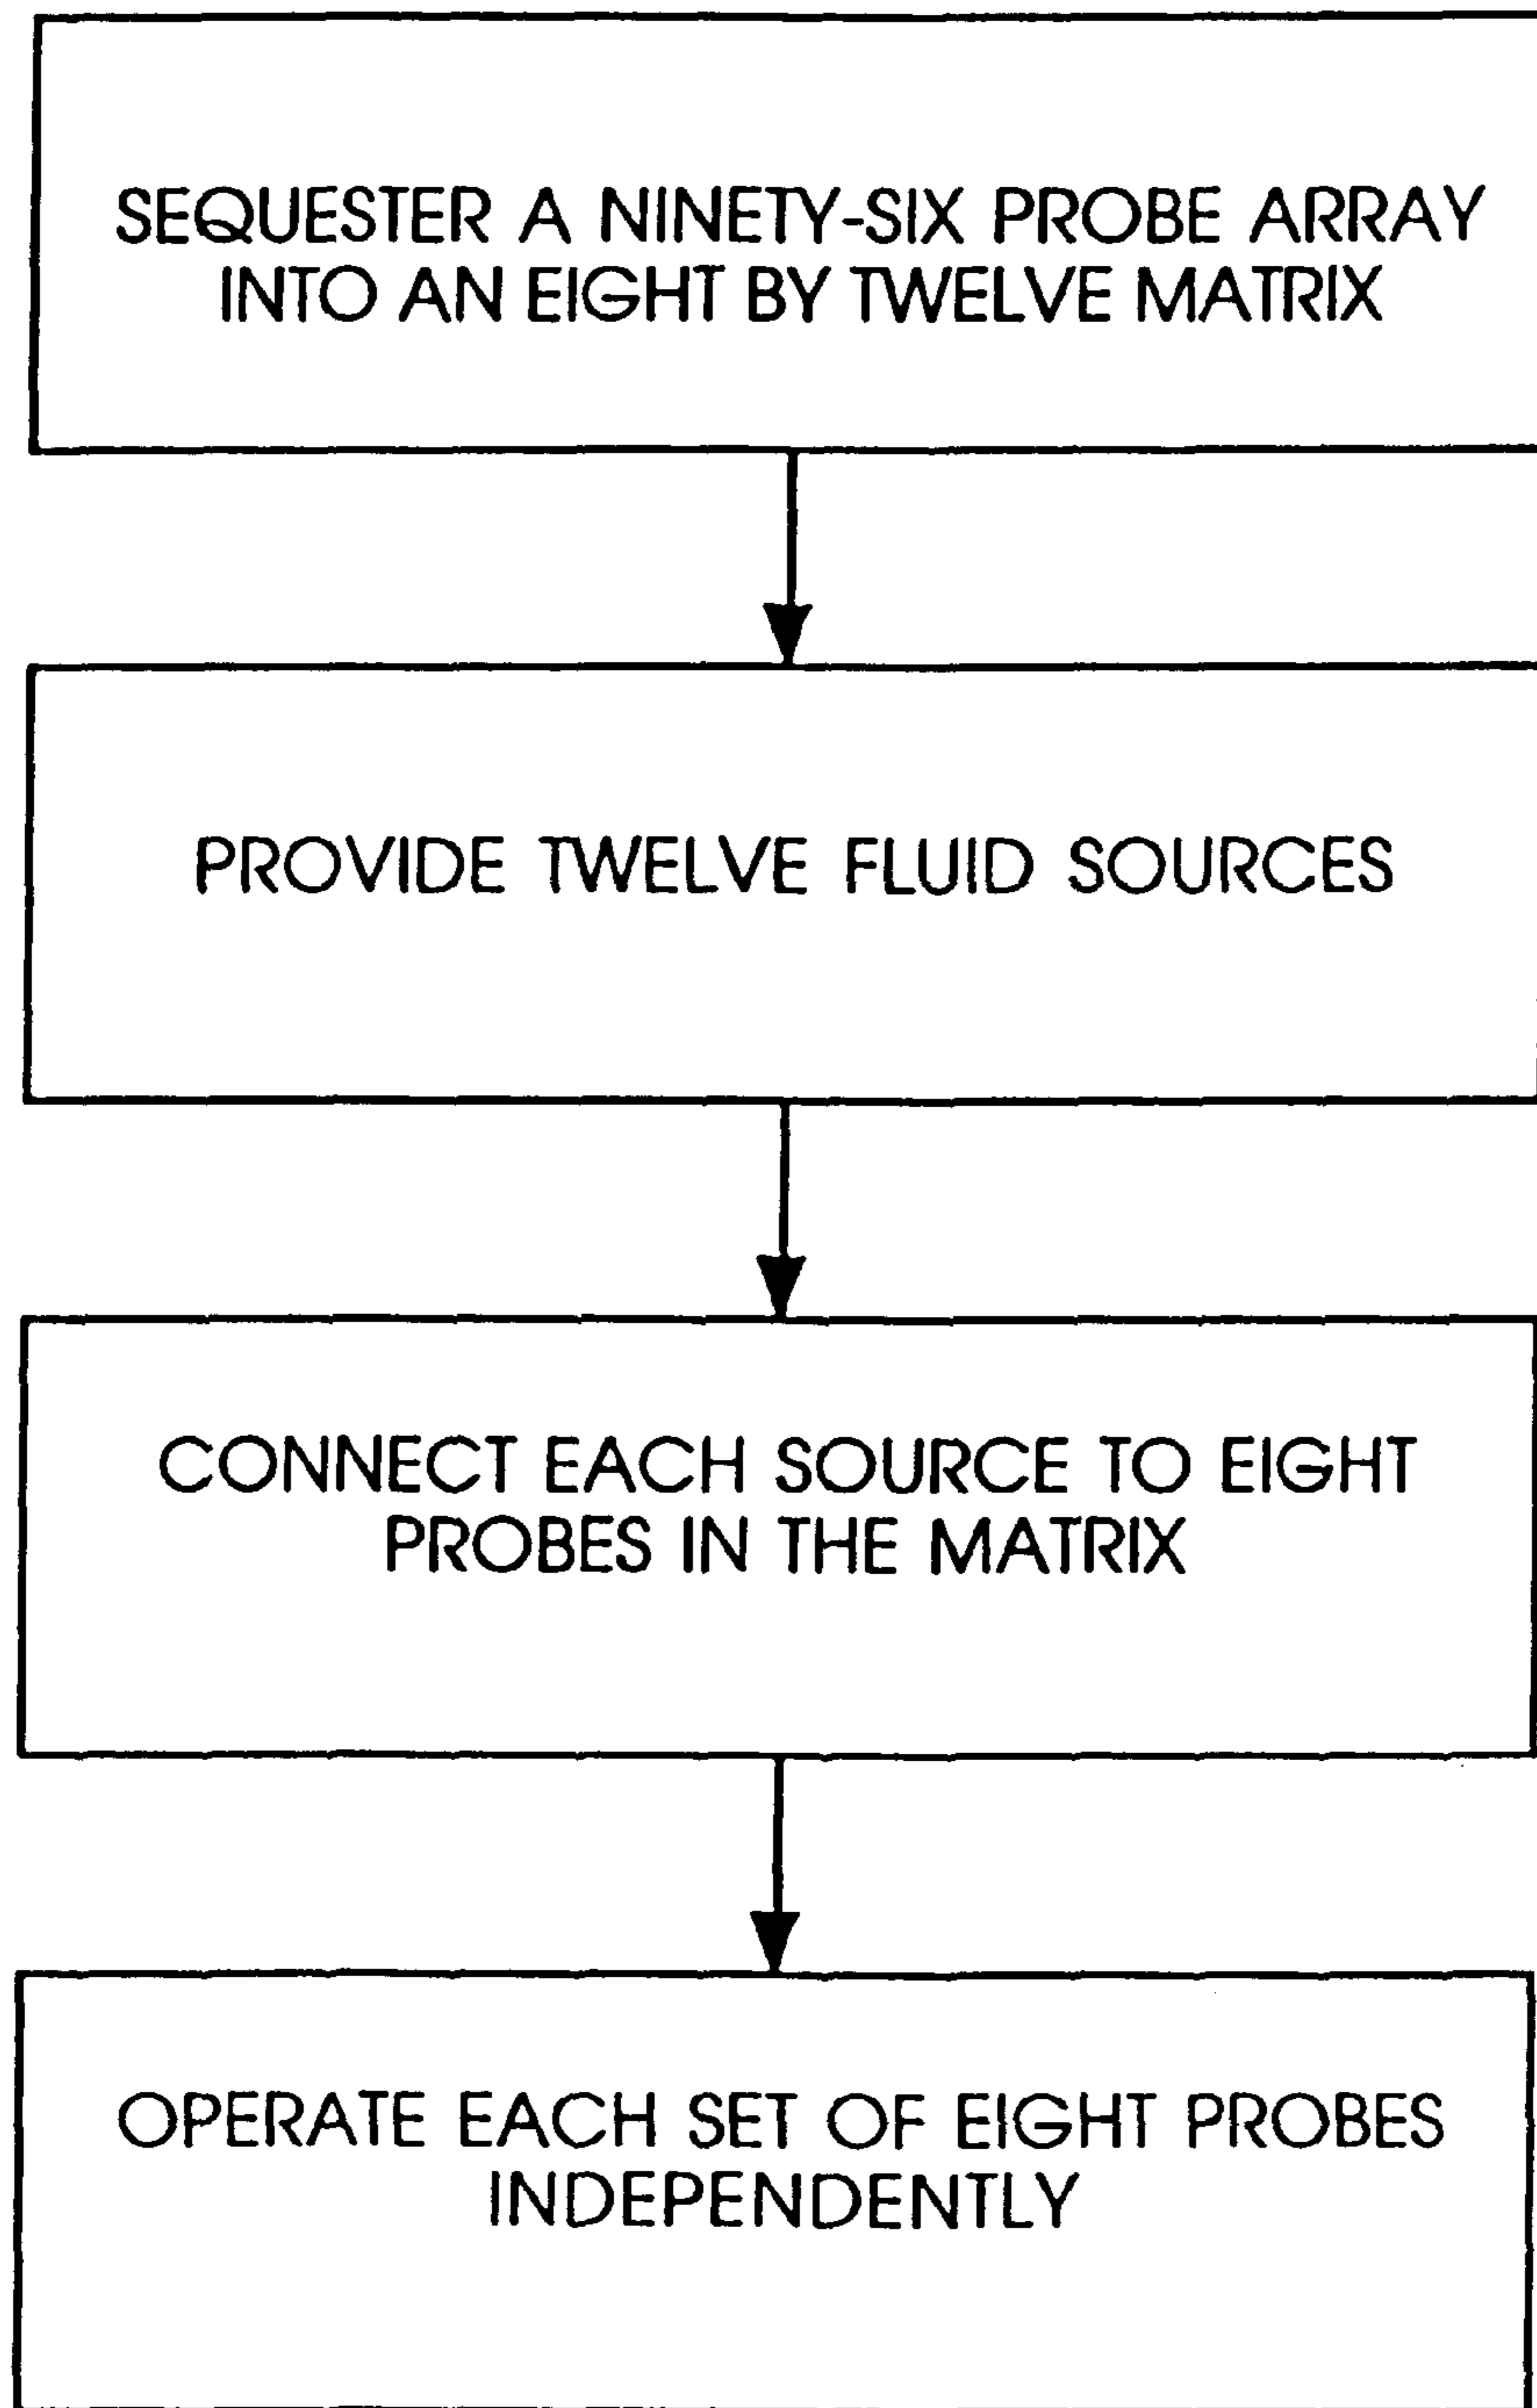 SEQUESTER A NINETY-SIX PROBE ARRAY
INTO AN EIGHT BY TWELVE MATRIX
PROVIDE TWELVE FLUID SOURCES
CONNECT EACH SOURCE TO EIGHT
PROBES IN THE MATRIX
OPERATE EACH SET OF EIGHT PROBES
INDEPENDENTLY